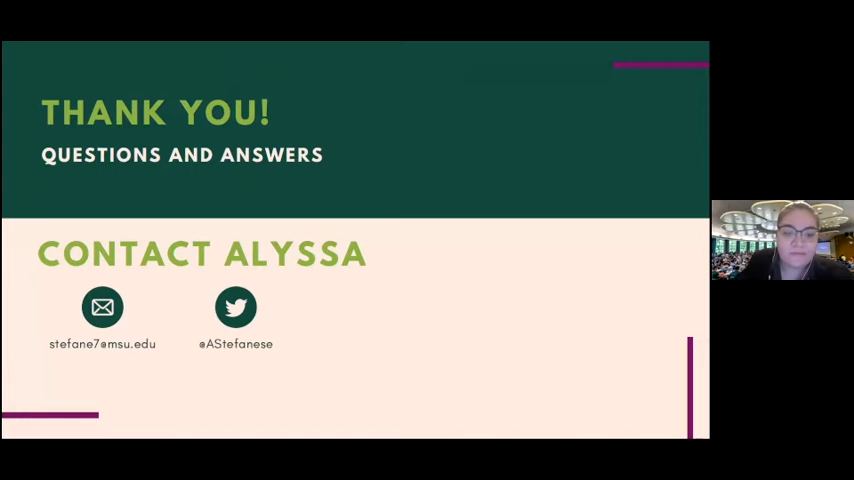 THANK YOU!
QUESTIONS AND ANSWERS
CONTACT ALYSSA
stefane7@msu.edu
@AStefanese